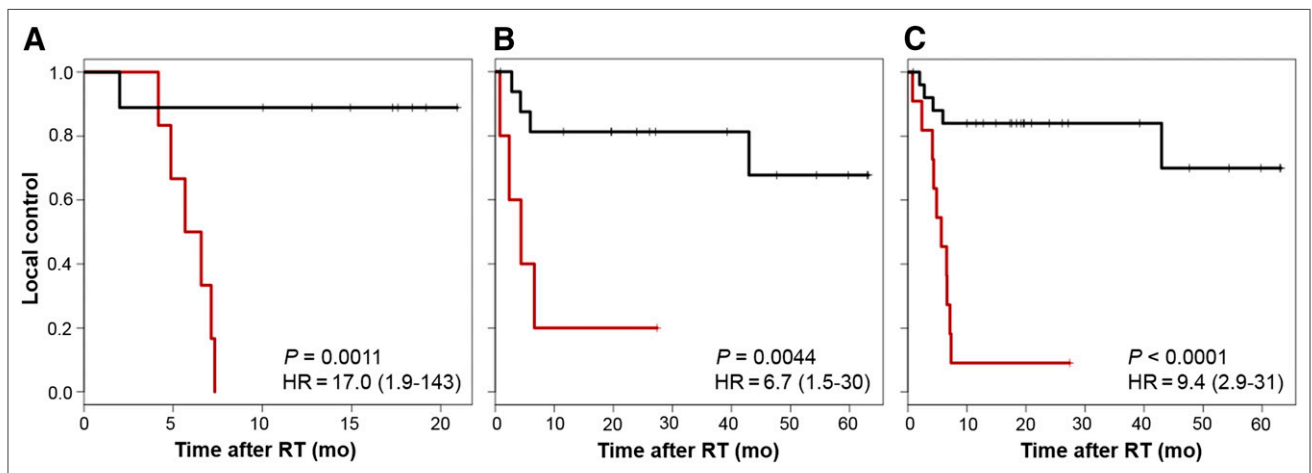 A
B
C
Local control
1.0
0.8
0.6
0.4
0.2
0.0
P = 0.0011
HR = 17.0 (1.9-143)
0 5 10 15 20
Time after RT (mo)
P = 0.0044
HR = 6.7 (1.5-30)
0 10 20 30 40 50 60
Time after RT (mo)
P < 0.0001
HR = 9.4 (2.9-31)
0 10 20 30 40 50 60
Time after RT (mo)